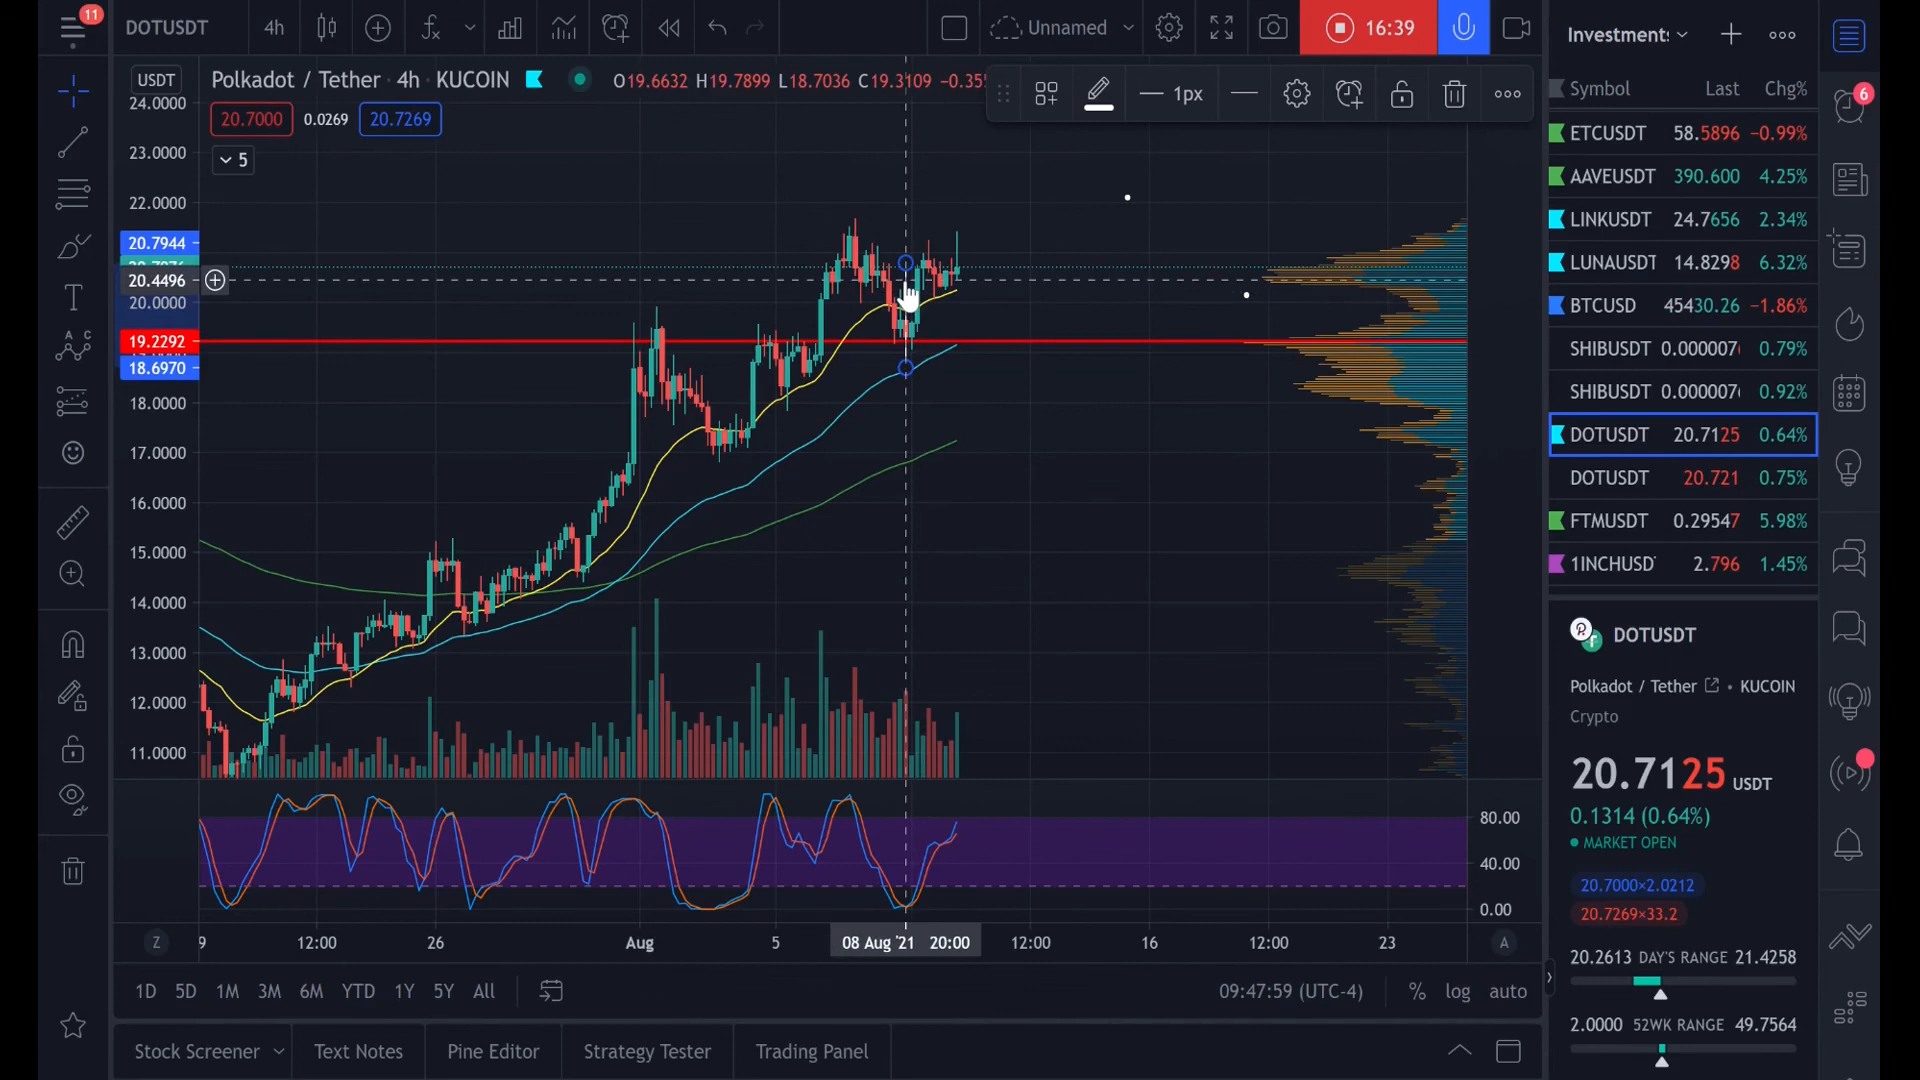 11
DOTUSDT
4h
Unnamed
16:39
Investment
USDT
Polkadot / Tether · 4h · KUCOIN
O19.6632 H19.7899 L18.7036 C19.3109 −0.35
1px
20.7000
0.0269
20.7269
5
24.0000
23.0000
22.0000
20.7944
20.4496
20.0000
19.2292
18.6970
18.0000
17.0000
16.0000
15.0000
14.0000
13.0000
12.0000
11.0000
80.00
40.00
0.00
Z
9
12:00
26
Aug
5
08 Aug '21 20:00
12:00
16
12:00
23
A
1D
5D
1M
3M
6M
YTD
1Y
5Y
All
09:47:59 (UTC-4)
%
log
auto
Stock Screener
Text Notes
Pine Editor
Strategy Tester
Trading Panel
Symbol Last Chg%
ETCUSDT 58.5896 −0.99%
AAVEUSDT 390.600 4.25%
LINKUSDT 24.7656 2.34%
LUNAUSDT 14.8298 6.32%
BTCUSD 45430.26 −1.86%
SHIBUSDT 0.000007 0.79%
SHIBUSDT 0.000007 0.92%
DOTUSDT 20.7125 0.64%
DOTUSDT 20.721 0.75%
FTMUSDT 0.29547 5.98%
1INCHUSD 2.796 1.45%
DOTUSDT
Polkadot / Tether • KUCOIN
Crypto
20.7125 USDT
0.1314 (0.64%)
MARKET OPEN
20.7000×2.0212
20.7269×33.2
20.2613 DAY'S RANGE 21.4258
2.0000 52WK RANGE 49.7564
6